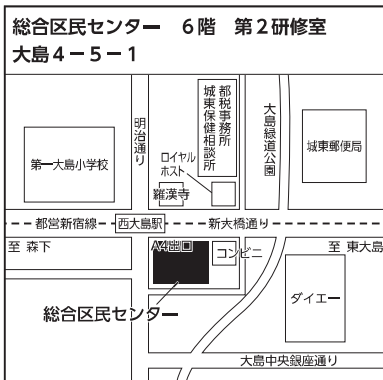 総合区民センター　６階　第２研修室
大島４－５－１
都税事務所
城東保健相談所
明治通り
大島緑道公園
城東郵便局
第一大島小学校
ロイヤル
ホスト
羅漢寺
都営新宿線
西大島駅
新大橋通り
至 森下
A4出口
コンビニ
至 東大島
総合区民センター
ダイエー
大島中央銀座通り